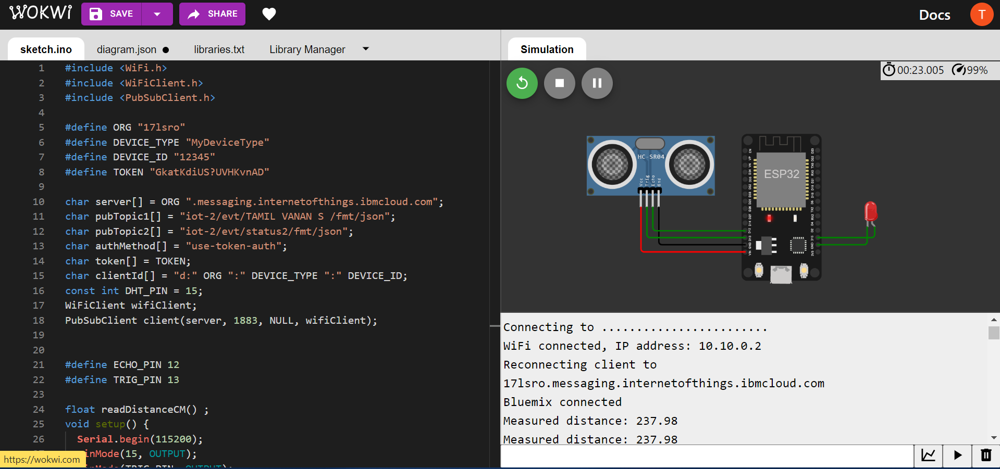 WOKWI
SAVE
SHARE
Docs
T
sketch.ino
diagram.json
libraries.txt
Library Manager
Simulation
1 #include <WiFi.h>
2 #include <WiFiClient.h>
3 #include <PubSubClient.h>
4
5 #define ORG "17lsro"
6 #define DEVICE_TYPE "MyDeviceType"
7 #define DEVICE_ID "12345"
8 #define TOKEN "GkatKdiUS?UVHKvnAD"
9
10 char server[] = ORG ".messaging.internetofthings.ibmcloud.com";
11 char pubTopic1[] = "iot-2/evt/TAMIL VANAN S /fmt/json";
12 char pubTopic2[] = "iot-2/evt/status2/fmt/json";
13 char authMethod[] = "use-token-auth";
14 char token[] = TOKEN;
15 char clientId[] = "d:" ORG ":" DEVICE_TYPE ":" DEVICE_ID;
16 const int DHT_PIN = 15;
17 WiFiClient wifiClient;
18 PubSubClient client(server, 1883, NULL, wifiClient);
19
20
21 #define ECHO_PIN 12
22 #define TRIG_PIN 13
23
24 float readDistanceCM() ;
25 void setup() {
26 Serial.begin(115200);
inMode(15, OUTPUT);
https://wokwi.com
00:23.005 99%
HC-SR04
Vcc
Trig
Echo
Gnd
ESP32
Connecting to ........................
WiFi connected, IP address: 10.10.0.2
Reconnecting client to
17lsro.messaging.internetofthings.ibmcloud.com
Bluemix connected
Measured distance: 237.98
Measured distance: 237.98